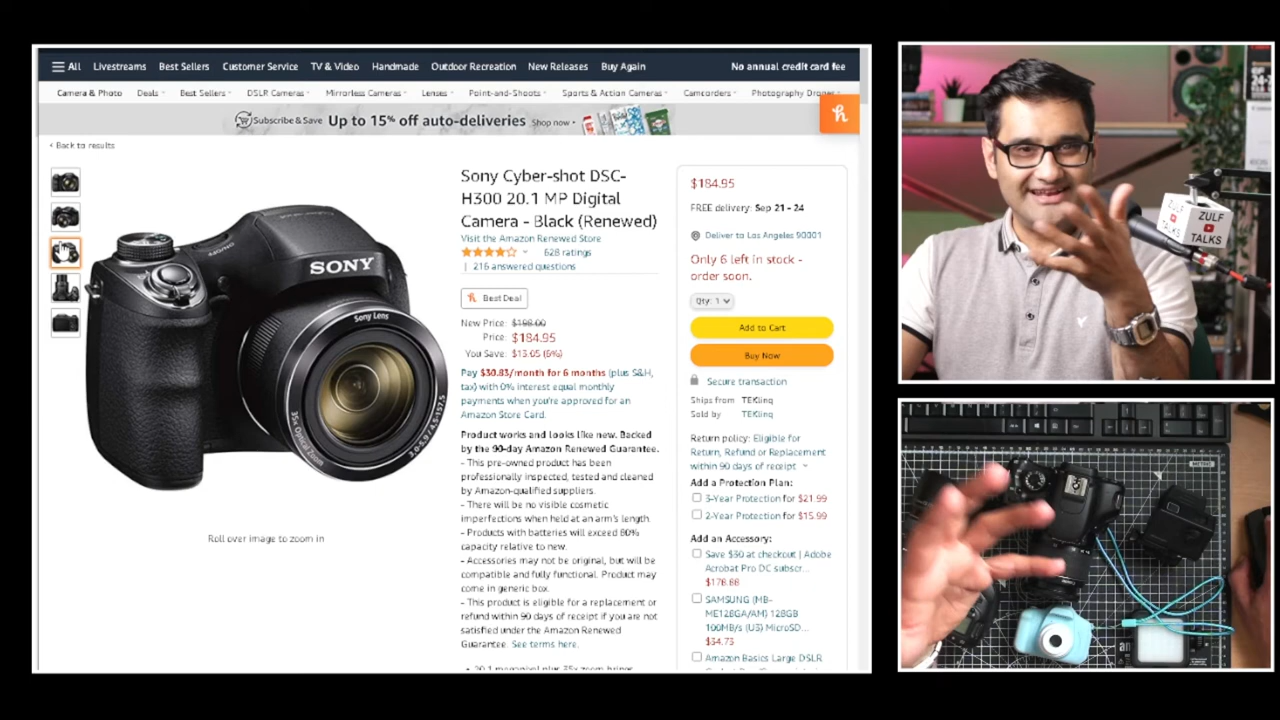 All Livestreams Best Sellers Customer Service TV & Video Handmade Outdoor Recreation New Releases Buy Again No annual credit card fee
Camera & Photo Deals Best Sellers DSLR Cameras Mirrorless Cameras Lenses Point-and-Shoots Sports & Action Cameras Camcorders Photography Drones
Subscribe & Save Up to 15% off auto-deliveries Shop now
‹ Back to results
Sony Cyber-shot DSC-
H300 20.1 MP Digital
Camera - Black (Renewed)
Visit the Amazon Renewed Store
628 ratings
| 216 answered questions
Best Deal
New Price: $198.00
Price: $184.95
You Save: $13.05 (6%)
Pay $30.83/month for 6 months (plus S&H,
tax) with 0% interest equal monthly
payments when you're approved for an
Amazon Store Card.
Product works and looks like new. Backed
by the 90-day Amazon Renewed Guarantee.
- This pre-owned product has been
professionally inspected, tested and cleaned
by Amazon-qualified suppliers.
- There will be no visible cosmetic
imperfections when held at an arm's length.
- Products with batteries will exceed 80%
capacity relative to new.
- Accessories may not be original, but will be
compatible and fully functional. Product may
come in generic box.
- This product is eligible for a replacement or
refund within 90 days of receipt if you are not
satisfied under the Amazon Renewed
Guarantee. See terms here.
SONY
Sony Lens
35x Optical Zoom
Roll over image to zoom in
$184.95
FREE delivery: Sep 21 - 24
Deliver to Los Angeles 90001
Only 6 left in stock -
order soon.
Qty: 1
Add to Cart
Buy Now
Secure transaction
Ships from TEKlinq
Sold by TEKlinq
Return policy: Eligible for
Return, Refund or Replacement
within 90 days of receipt
Add a Protection Plan:
3-Year Protection for $21.99
2-Year Protection for $15.99
Add an Accessory:
Save $30 at checkout | Adobe
Acrobat Pro DC subscr...
$178.88
SAMSUNG (MB-
ME128GA/AM) 128GB
100MB/s (U3) MicroSD...
$34.73
Amazon Basics Large DSLR
ZULF
TALKS
ZULF
TALKS